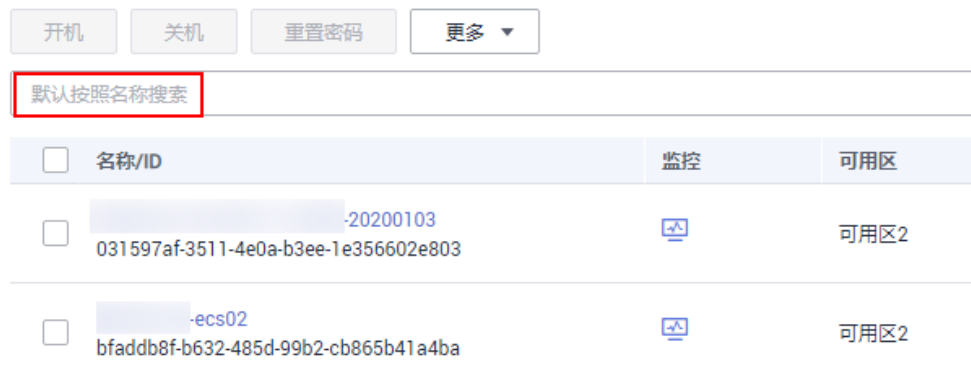 开机 关机 重置密码 更多
默认按照名称搜索
名称/ID 监控 可用区
-20200103
031597af-3511-4e0a-b3ee-1e356602e803
可用区2
-ecs02
bfaddb8f-b632-485d-99b2-cb865b41a4ba
可用区2